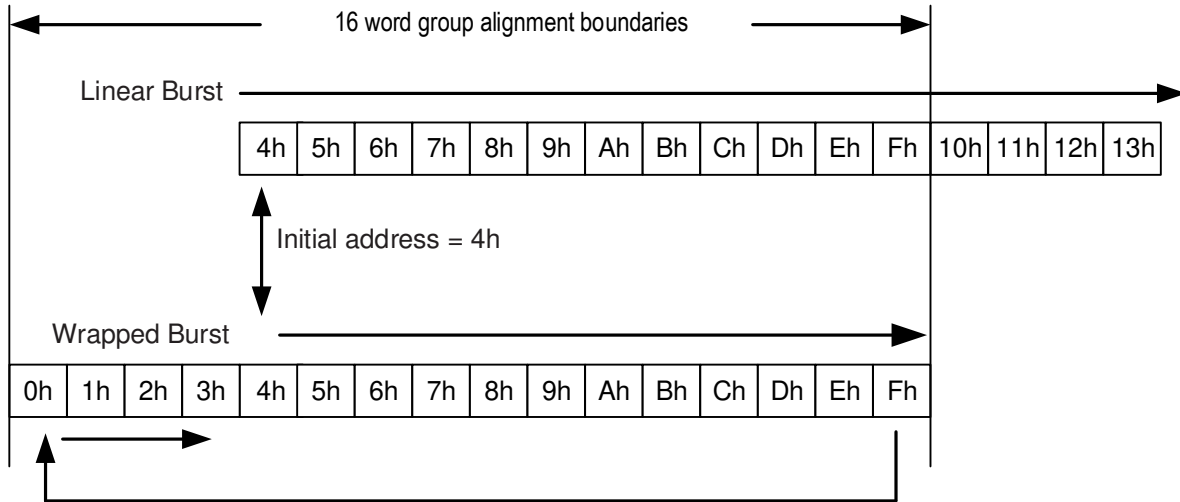 16 word group alignment boundaries
Linear Burst
4h 5h 6h 7h 8h 9h Ah Bh Ch Dh Eh Fh 10h 11h 12h 13h
Initial address = 4h
Wrapped Burst
0h 1h 2h 3h 4h 5h 6h 7h 8h 9h Ah Bh Ch Dh Eh Fh